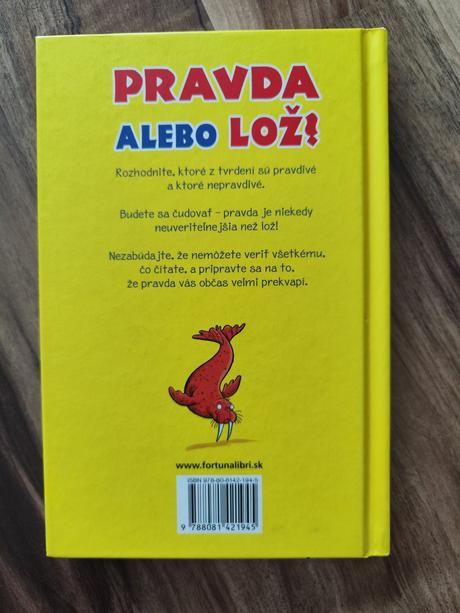 PRAVDA
ALEBO LOŽ?
Rozhodnite, ktoré z tvrdení sú pravdivé
a ktoré nepravdivé.
Budete sa čudovať – pravda je niekedy
neuveriteľnejšia než lož!
Nezabúdajte, že nemôžete veriť všetkému,
čo čítate, a pripravte sa na to,
že pravda vás občas veľmi prekvapí.
www.fortunalibri.sk
ISBN 978-80-8142-194-5
9 788081 421945